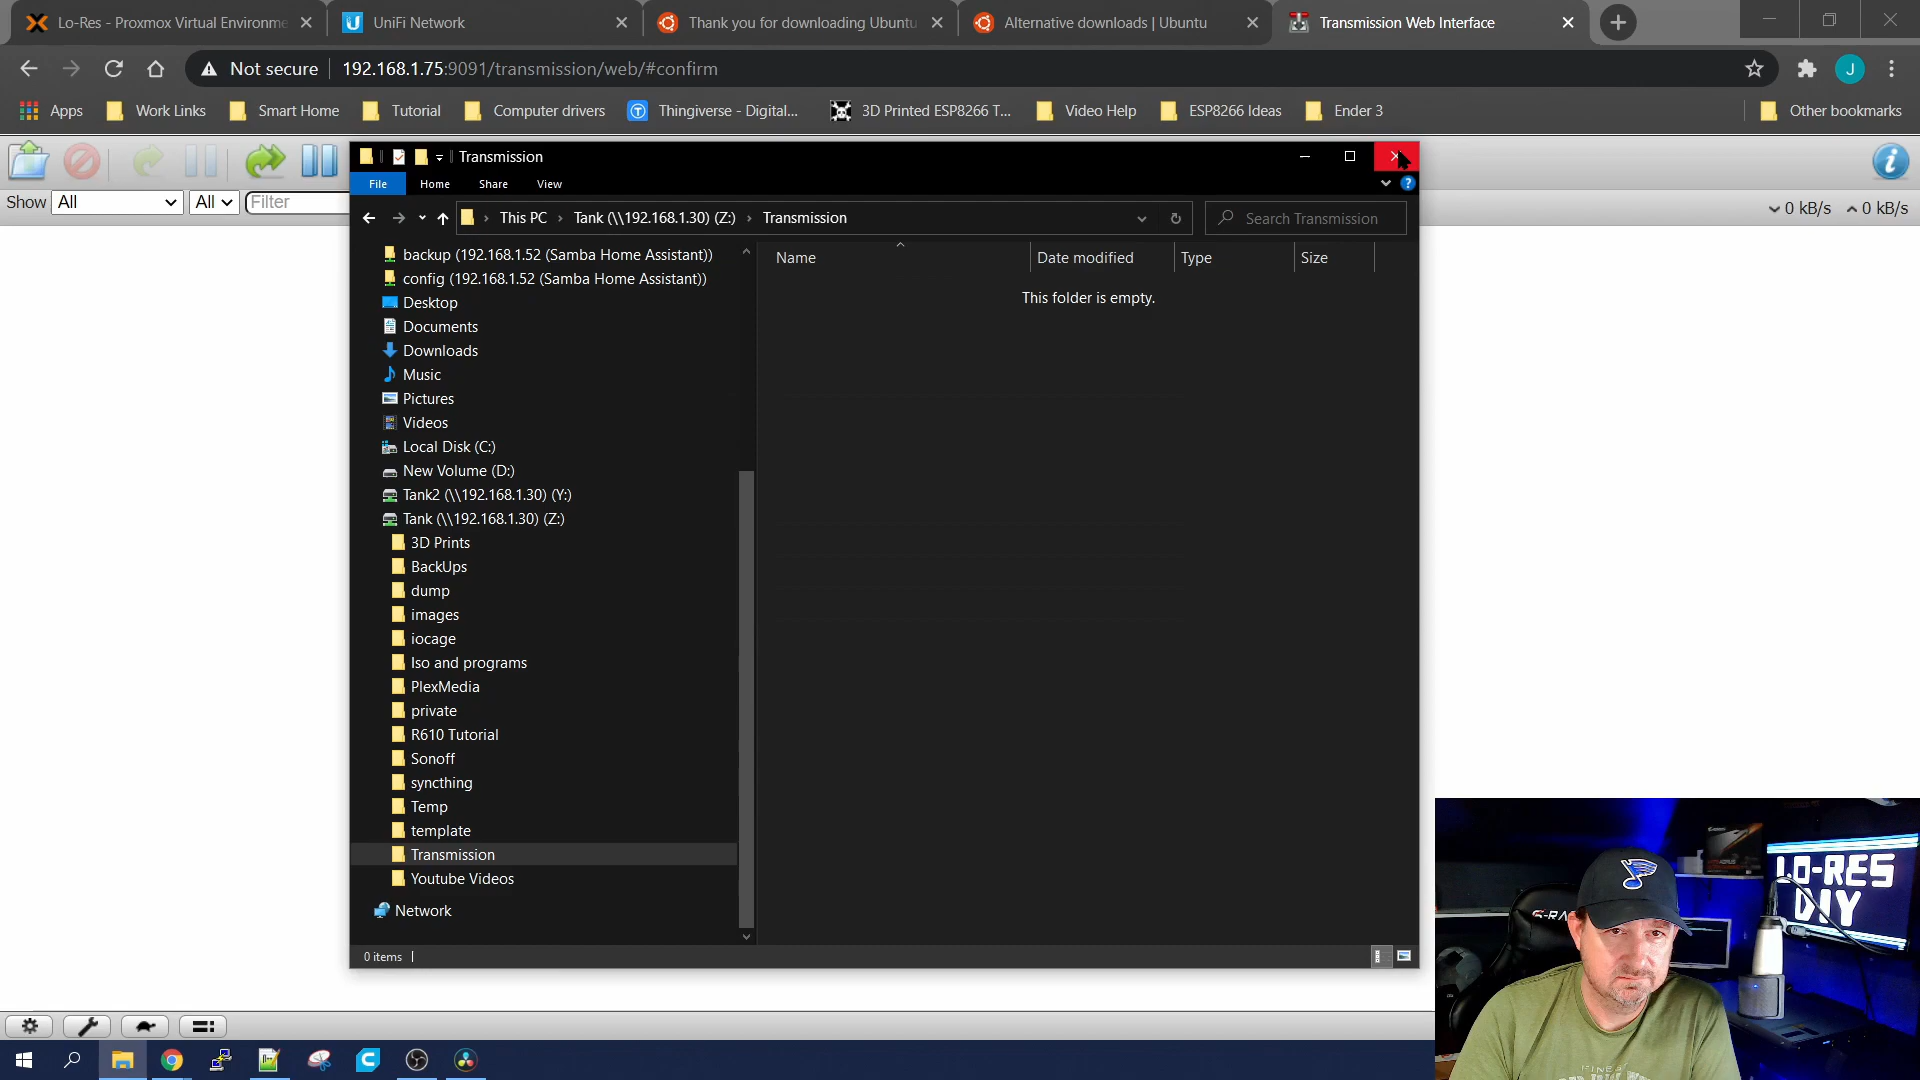 Lo-Res - Proxmox Virtual Environme
UniFi Network
Thank you for downloading Ubuntu
Alternative downloads | Ubuntu
Transmission Web Interface
Not secure
192.168.1.75:9091/transmission/web/#confirm
J
Apps
Work Links
Smart Home
Tutorial
Computer drivers
Thingiverse - Digital...
3D Printed ESP8266 T...
Video Help
ESP8266 Ideas
Ender 3
Other bookmarks
Show All All Filter
0 kB/s 0 kB/s
Transmission
File Home Share View
This PC Tank (\\192.168.1.30) (Z:) Transmission
Search Transmission
Name Date modified Type Size
This folder is empty.
backup (192.168.1.52 (Samba Home Assistant))
config (192.168.1.52 (Samba Home Assistant))
Desktop
Documents
Downloads
Music
Pictures
Videos
Local Disk (C:)
New Volume (D:)
Tank2 (\\192.168.1.30) (Y:)
Tank (\\192.168.1.30) (Z:)
3D Prints
BackUps
dump
images
iocage
Iso and programs
PlexMedia
private
R610 Tutorial
Sonoff
syncthing
Temp
template
Transmission
Youtube Videos
Network
0 items
LO-RES
DIY